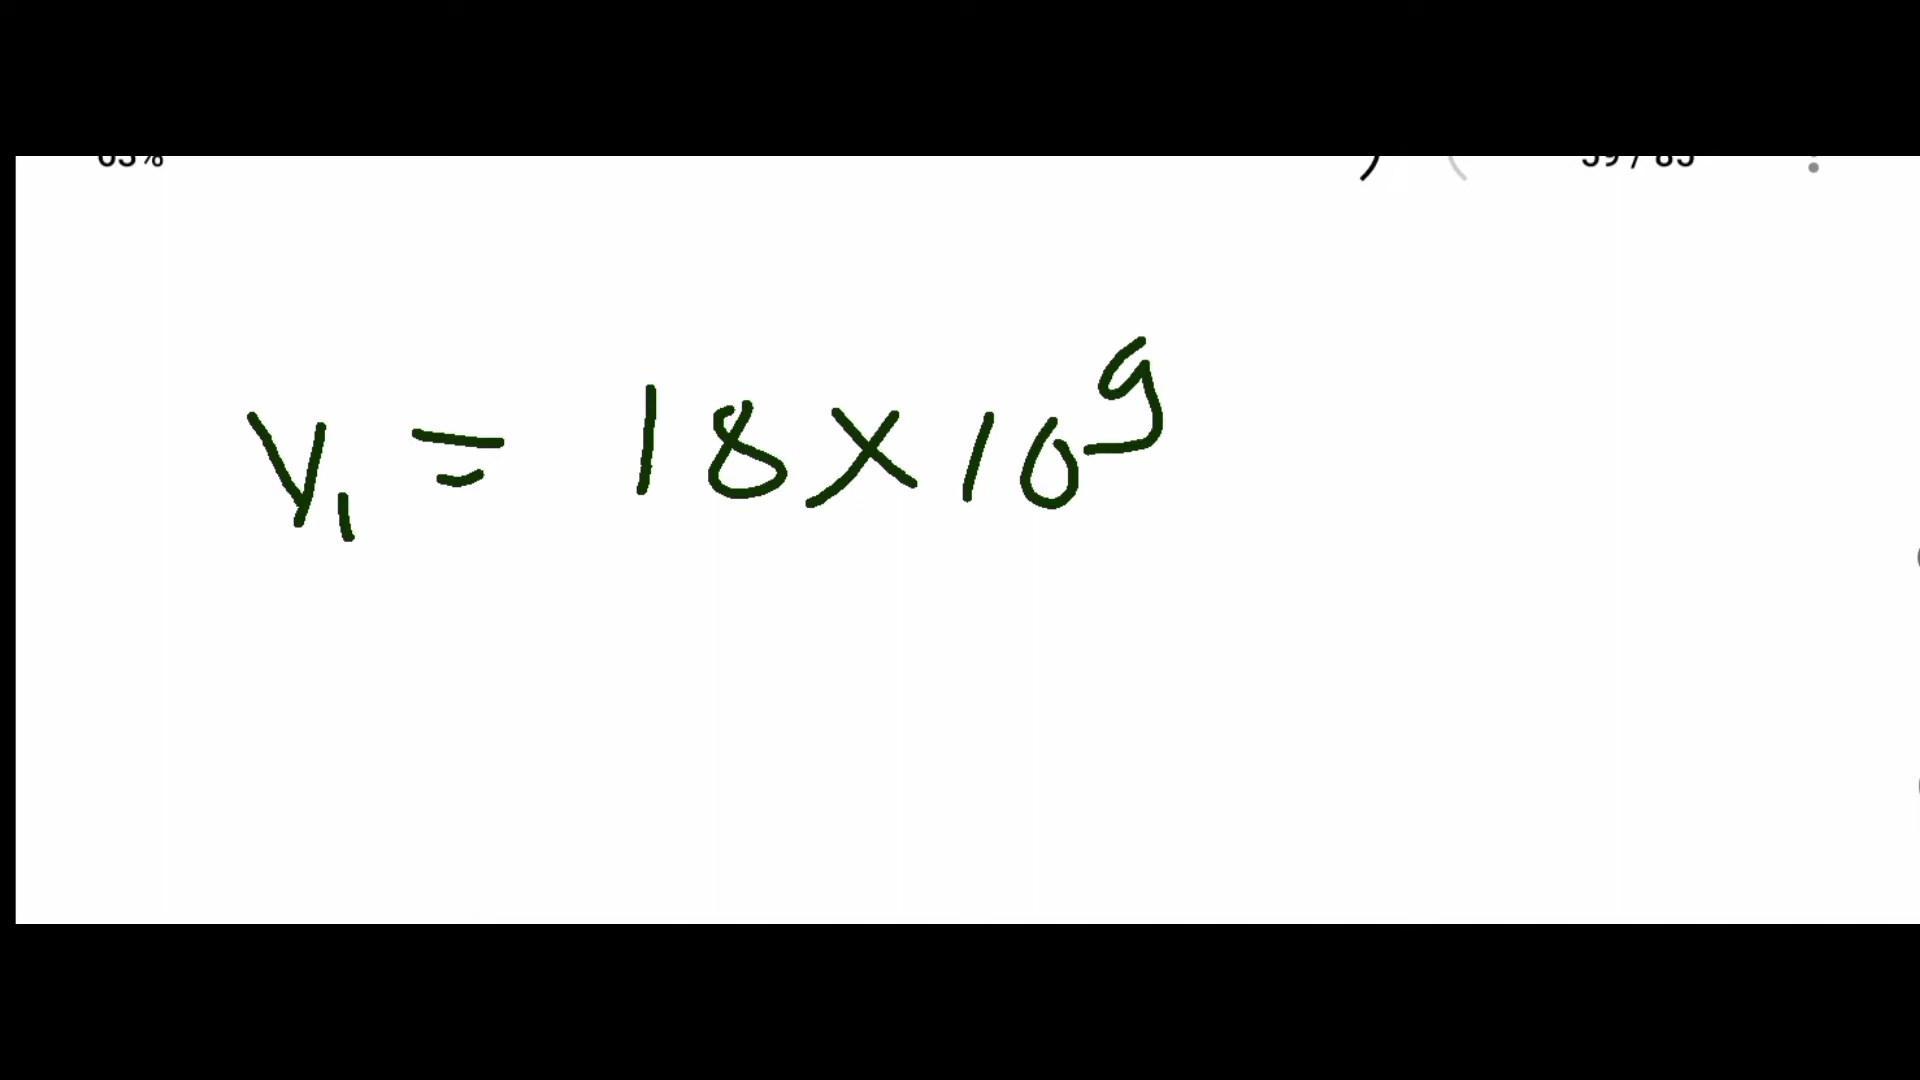 V₁ = 18×10⁹